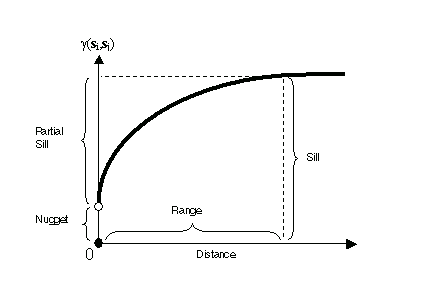 γ(sᵢ,sⱼ)
Partial
Sill
Sill
Nugget
Range
0
Distance